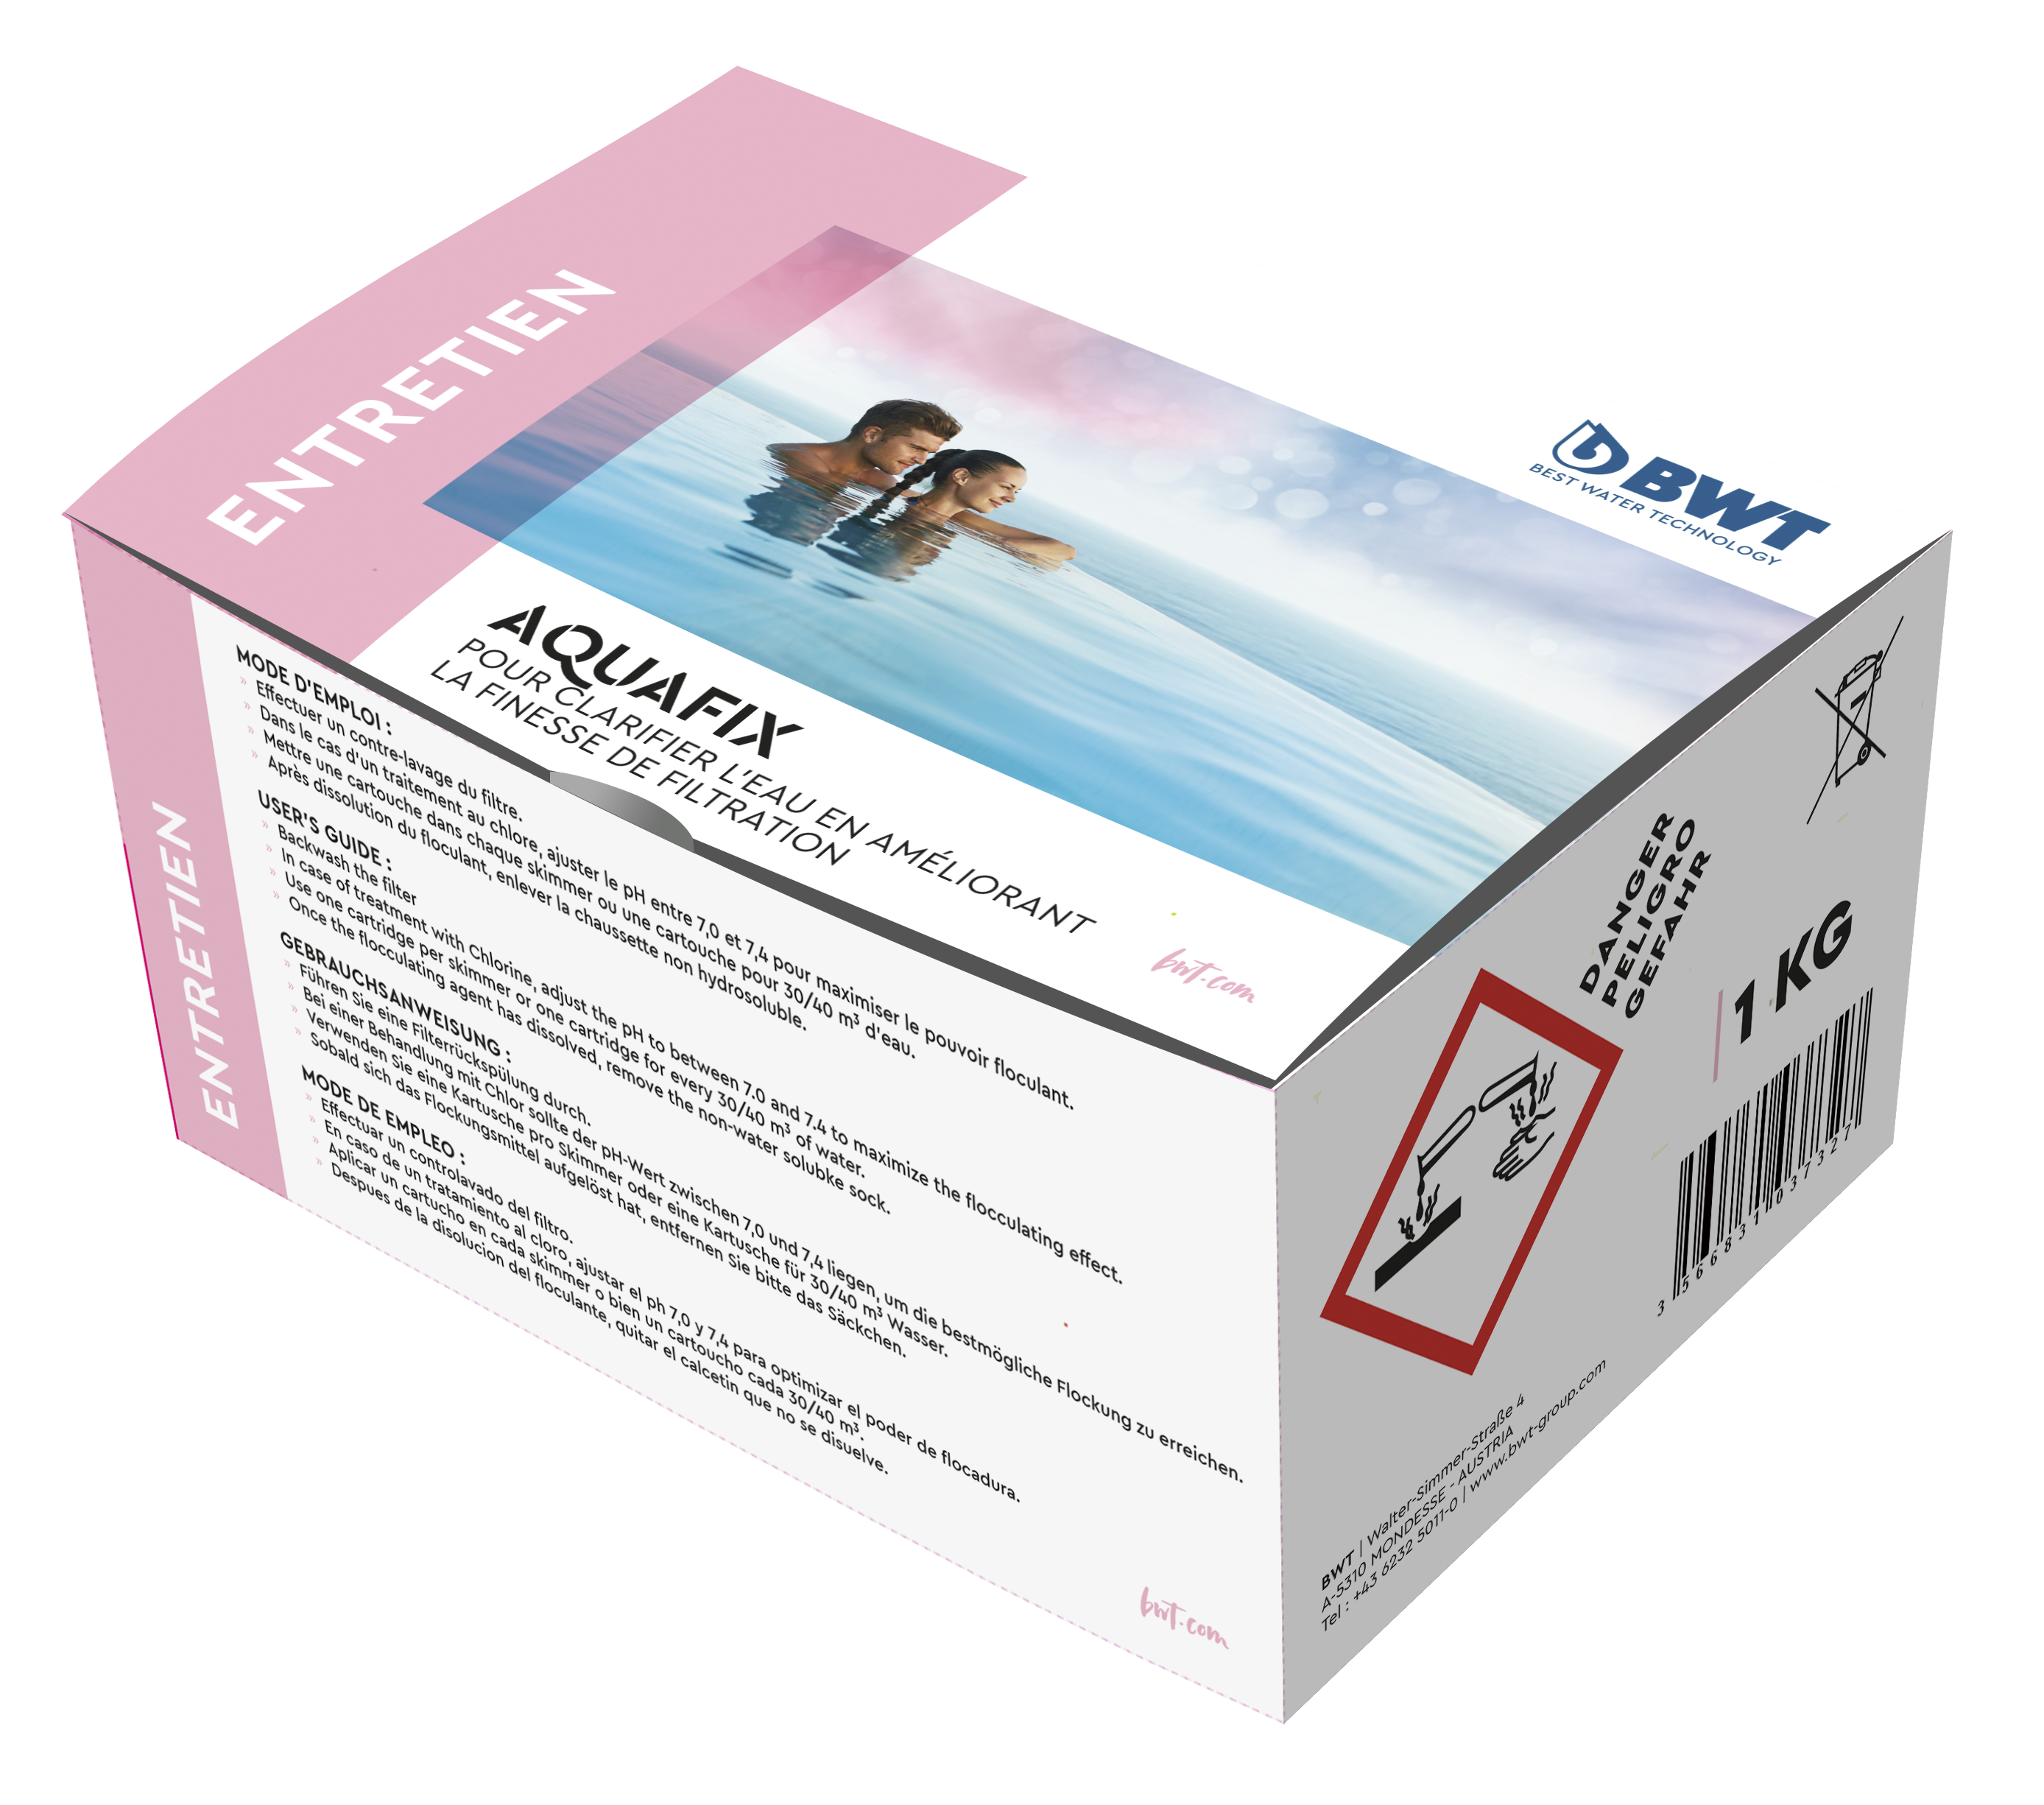 ENTRETIEN
BWT
BEST WATER TECHNOLOGY
AQUAFIX
POUR CLARIFIER L'EAU EN AMÉLIORANT
LA FINESSE DE FILTRATION
bwt.com
ENTRETIEN
MODE D'EMPLOI :
» Effectuer un contre-lavage du filtre.
» Dans le cas d'un traitement au chlore, ajuster le pH entre 7,0 et 7,4 pour maximiser le pouvoir floculant.
» Mettre une cartouche dans chaque skimmer ou une cartouche pour 30/40 m³ d'eau.
» Après dissolution du floculant, enlever la chaussette non hydrosoluble.
USER'S GUIDE :
» Backwash the filter
» In case of treatment with Chlorine, adjust the pH to between 7.0 and 7.4 to maximize the flocculating effect.
» Use one cartridge per skimmer or one cartridge for every 30/40 m³ of water.
» Once the flocculating agent has dissolved, remove the non-water solubke sock.
GEBRAUCHSANWEISUNG :
» Führen Sie eine Filterrückspülung durch.
» Bei einer Behandlung mit Chlor sollte der pH-Wert zwischen 7,0 und 7,4 liegen, um die bestmögliche Flockung zu erreichen.
» Verwenden Sie eine Kartusche pro Skimmer oder eine Kartusche für 30/40 m³ Wasser.
» Sobald sich das Flockungsmittel aufgelöst hat, entfernen Sie bitte das Säckchen.
MODE DE EMPLEO :
» Effectuar un controlavado del filtro.
» En caso de un tratamiento al cloro, ajustar el ph 7,0 y 7,4 para optimizar el poder de flocadura.
» Aplicar un cartucho en cada skimmer o bien un cartoucho cada 30/40 m³.
» Despues de la disolucion del floculante, quitar el calcetin que no se disuelve.
bwt.com
DANGER
PELIGRO
GEFAHR
1 KG
3 566831 037327
BWT | Walter-Simmer-Straße 4
A-5310 MONDESSE - AUSTRIA
Tel : +43 6232 5011-0 | www.bwt-group.com